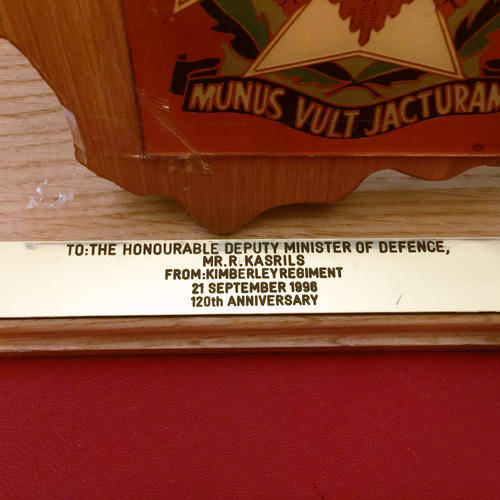 MUNUS VULT JACTURAM
TO:THE HONOURABLE DEPUTY MINISTER OF DEFENCE,
MR.R.KASRILS
FROM:KIMBERLEY REGIMENT
21 SEPTEMBER 1996
120th ANNIVERSARY